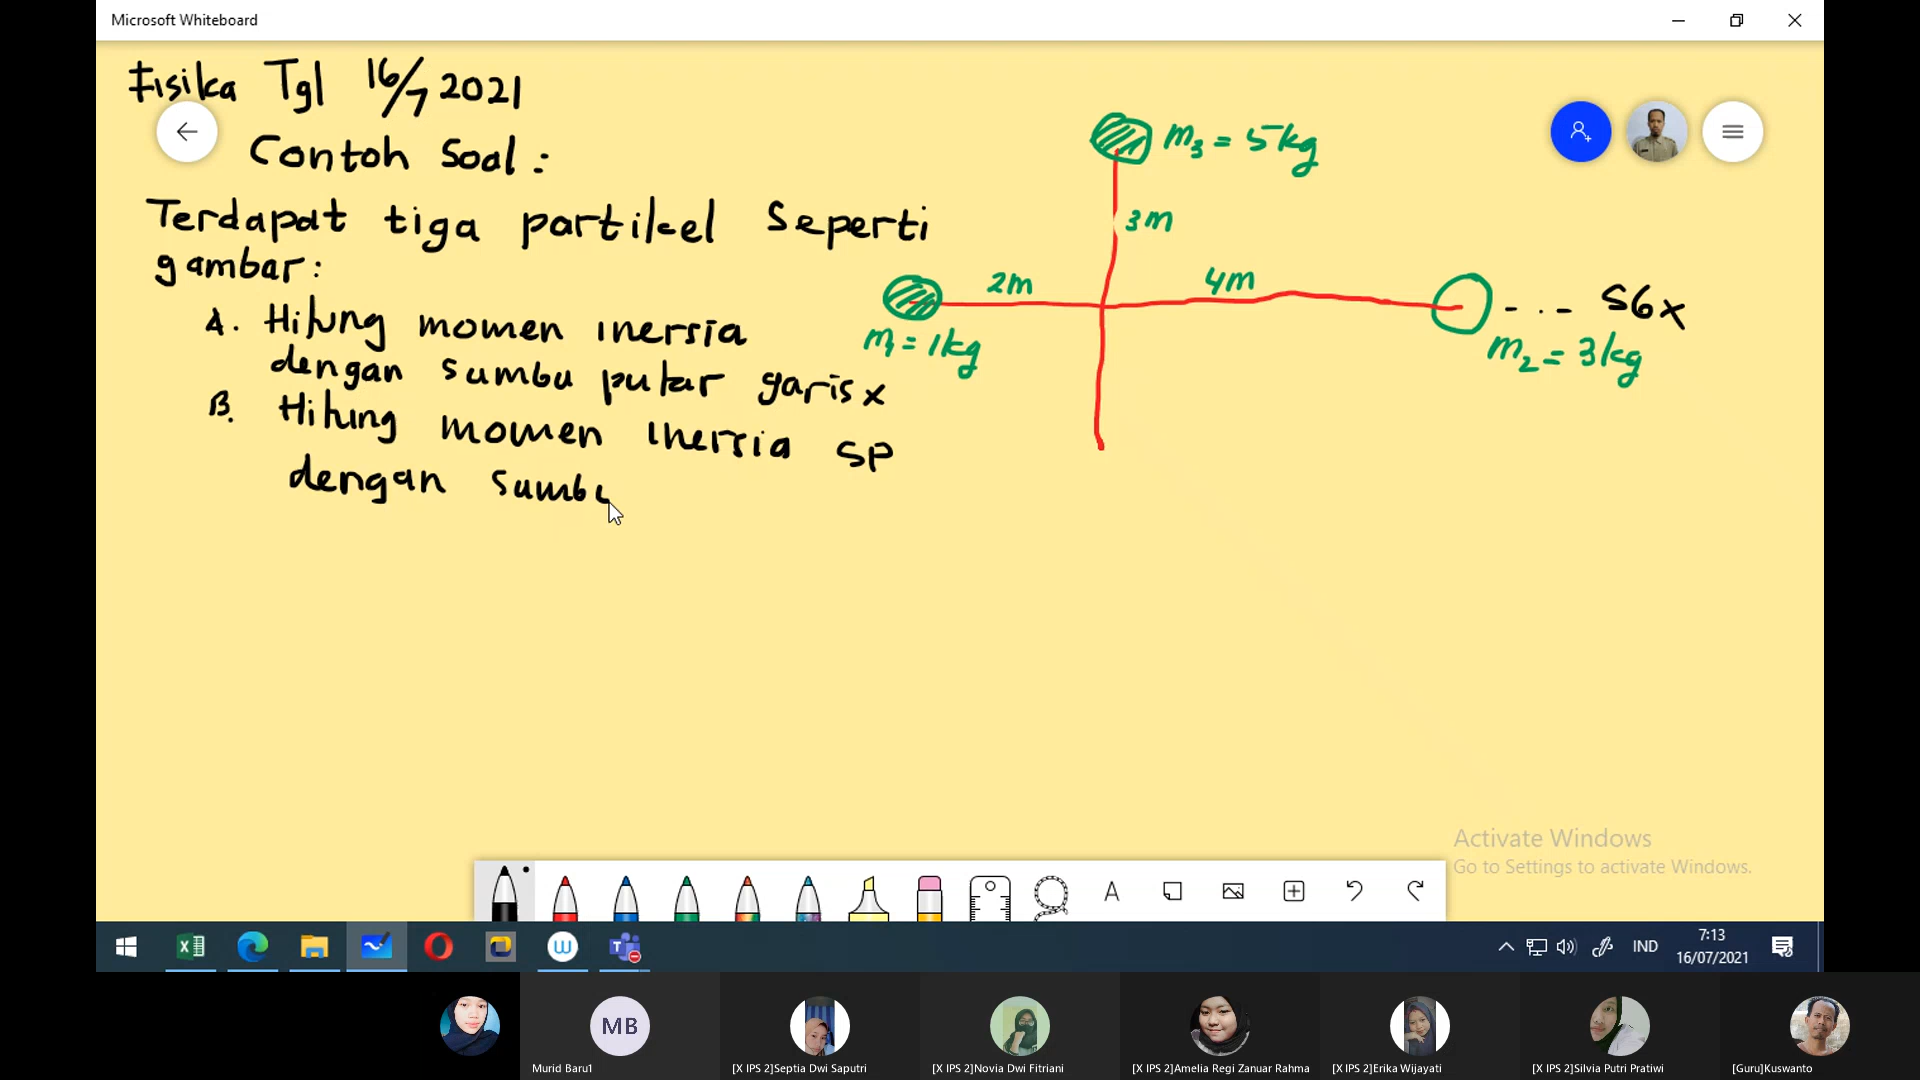 Microsoft Whiteboard
Fisika Tgl 16/7 2021
Contoh Soal :
Terdapat tiga partikel seperti
gambar :
A. Hitung momen inersia
dengan sumbu putar garis x
B. Hitung momen inersia SP
dengan sumbu
m3 = 5kg
3m
2m
4m
m1 = 1kg
m2 = 3kg
Sbx
Activate Windows
Go to Settings to activate Windows.
A
IND
7:13
16/07/2021
MB
Murid Baru1
[X IPS 2]Septia Dwi Saputri
[X IPS 2]Novia Dwi Fitriani
[X IPS 2]Amelia Regi Zanuar Rahma
[X IPS 2]Erika Wijayati
[X IPS 2]Silvia Putri Pratiwi
[Guru]Kuswanto